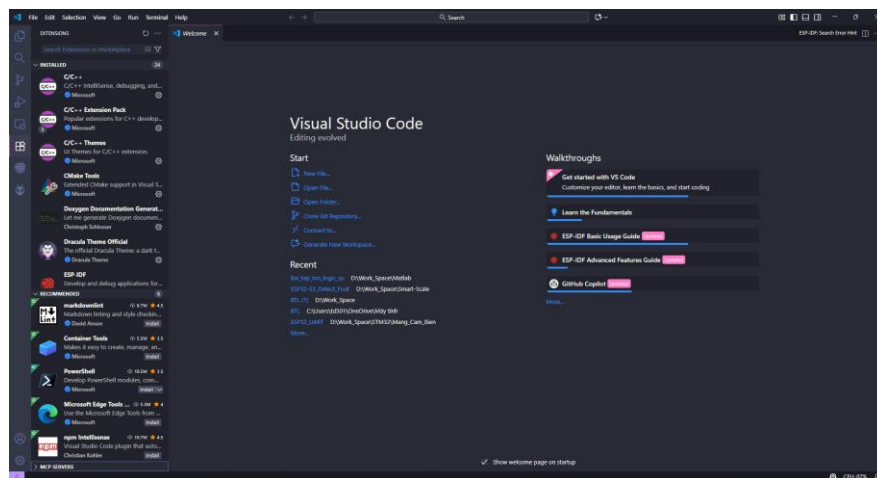 File Edit Selection View Go Run Terminal Help
Search
EXTENSIONS
Welcome
ESP-IDF: Search Error Hint
Search Extensions in Marketplace
INSTALLED 24
C/C++
C/C++ IntelliSense, debugging, and...
Microsoft
C/C++ Extension Pack
Popular extensions for C++ develop...
Microsoft
C/C++ Themes
UI Themes for C/C++ extension.
Microsoft
CMake Tools
Extended CMake support in Visual S...
Microsoft
Doxygen Documentation Generat...
Let me generate Doxygen documen...
Christoph Schlosser
Dracula Theme Official
The official Dracula Theme: a dark t...
Dracula Theme
ESP-IDF
Develop and debug applications for...
RECOMMENDED 6
markdownlint
Markdown linting and style checkin...
David Anson Install
Container Tools
Makes it easy to create, manage, an...
Microsoft Install
PowerShell
Develop PowerShell modules, com...
Microsoft Install
Microsoft Edge Tools ...
Use the Microsoft Edge Tools from ...
Microsoft Install
npm Intellisense
Visual Studio Code plugin that auto...
Christian Kohler Install
MCP SERVERS
Visual Studio Code
Editing evolved
Start
New File...
Open File...
Open Folder...
Clone Git Repository...
Connect to...
Generate New Workspace...
Recent
D:\Work_Space\Matlab
ESP32-S3_Detect_Fruit D:\Work_Space\Smart-Scale
D:\Work_Space
BTL
D:\Work_Space\STM32\Mang_Cam_Bien
More...
Walkthroughs
Get started with VS Code
Customize your editor, learn the basics, and start coding
Learn the Fundamentals
ESP-IDF Basic Usage Guide Updated
ESP-IDF Advanced Features Guide Updated
GitHub Copilot Updated
More...
Show welcome page on startup